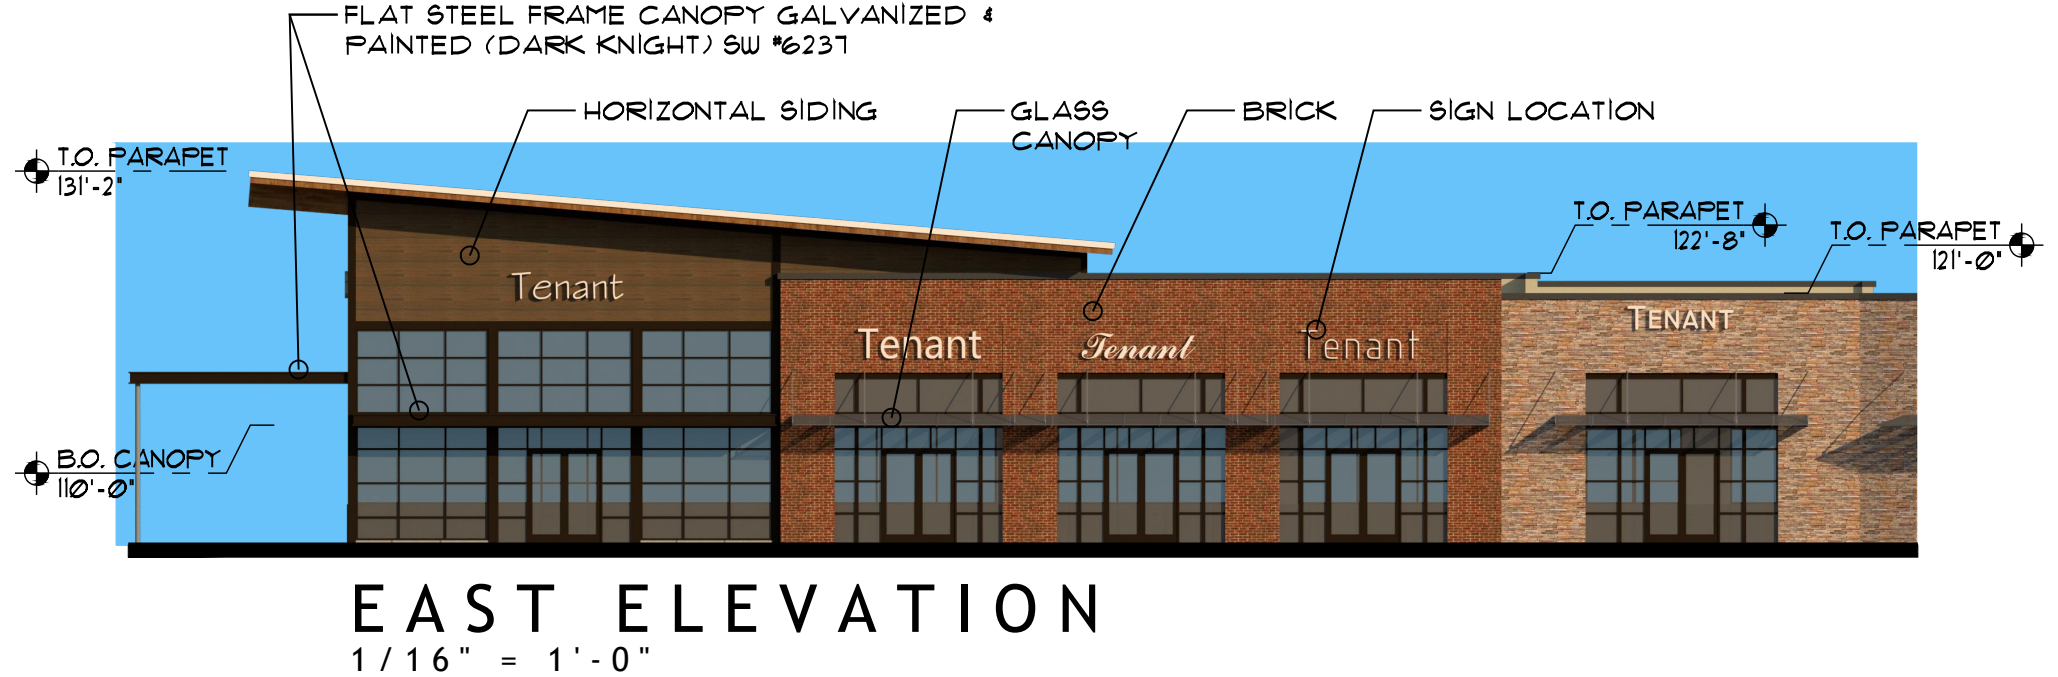 FLAT STEEL FRAME CANOPY GALVANIZED &
PAINTED (DARK KNIGHT) SW #6237
HORIZONTAL SIDING
GLASS
CANOPY
BRICK
SIGN LOCATION
T.O. PARAPET
131'-2"
T.O. PARAPET
122'-8"
T.O. PARAPET
121'-0"
Tenant
Tenant
Tenant
Tenant
TENANT
B.O. CANOPY
110'-0"
EAST ELEVATION
1/16" = 1'-0"